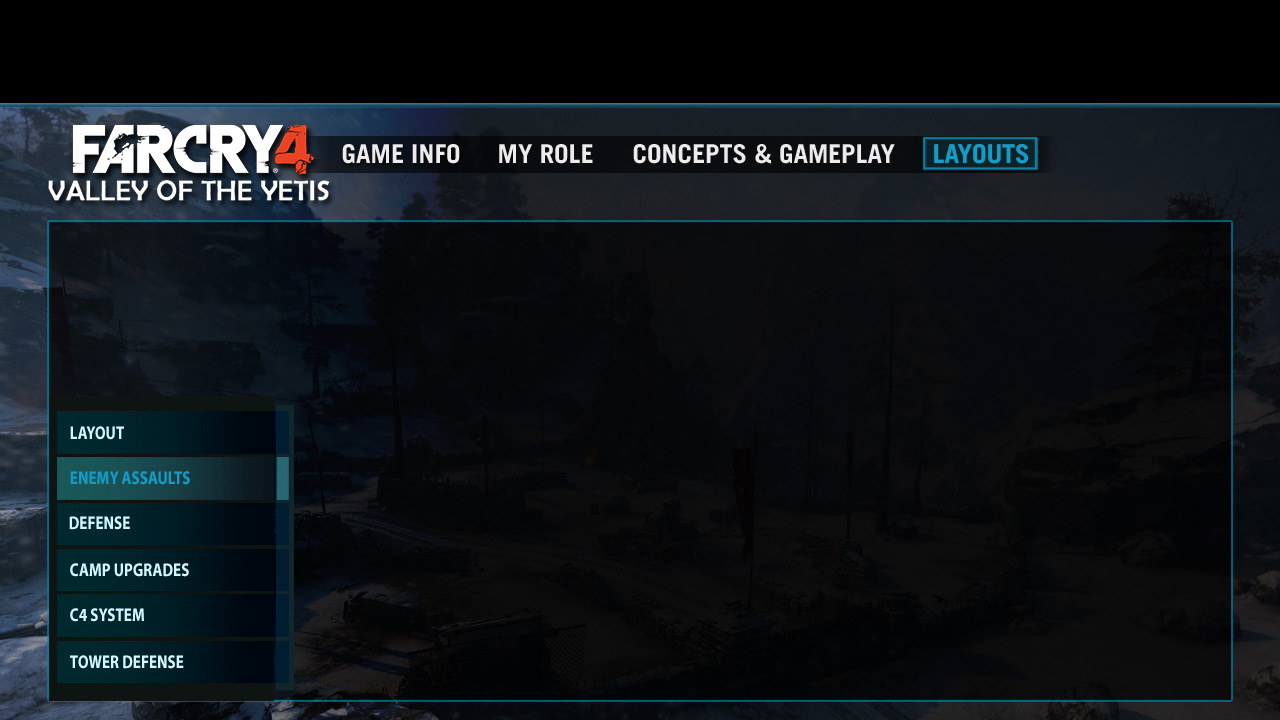 FARCRY4
VALLEY OF THE YETIS
GAME INFO
MY ROLE
CONCEPTS & GAMEPLAY
LAYOUTS
LAYOUT
ENEMY ASSAULTS
DEFENSE
CAMP UPGRADES
C4 SYSTEM
TOWER DEFENSE